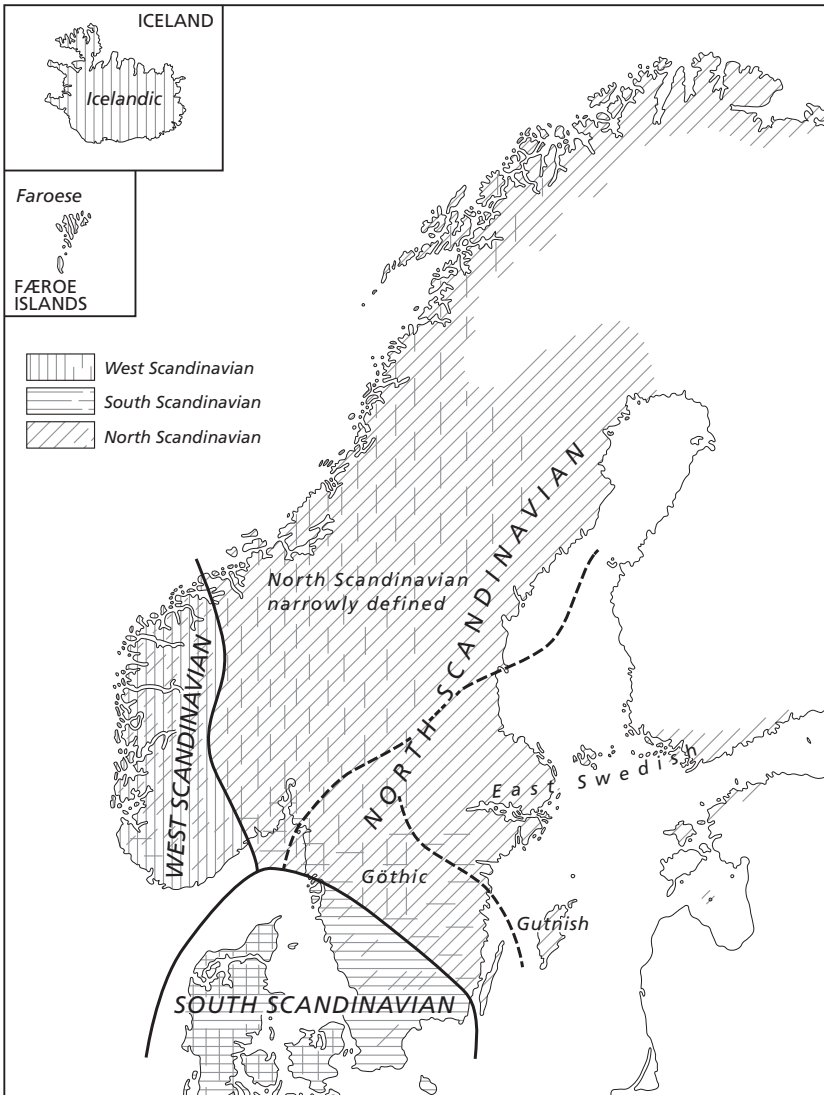 ICELAND
Icelandic
Faroese
FÆROE
ISLANDS
West Scandinavian
South Scandinavian
North Scandinavian
North Scandinavian
narrowly defined
NORTH SCANDINAVIAN
WEST SCANDINAVIAN
East Swedish
Göthic
Gutnish
SOUTH SCANDINAVIAN